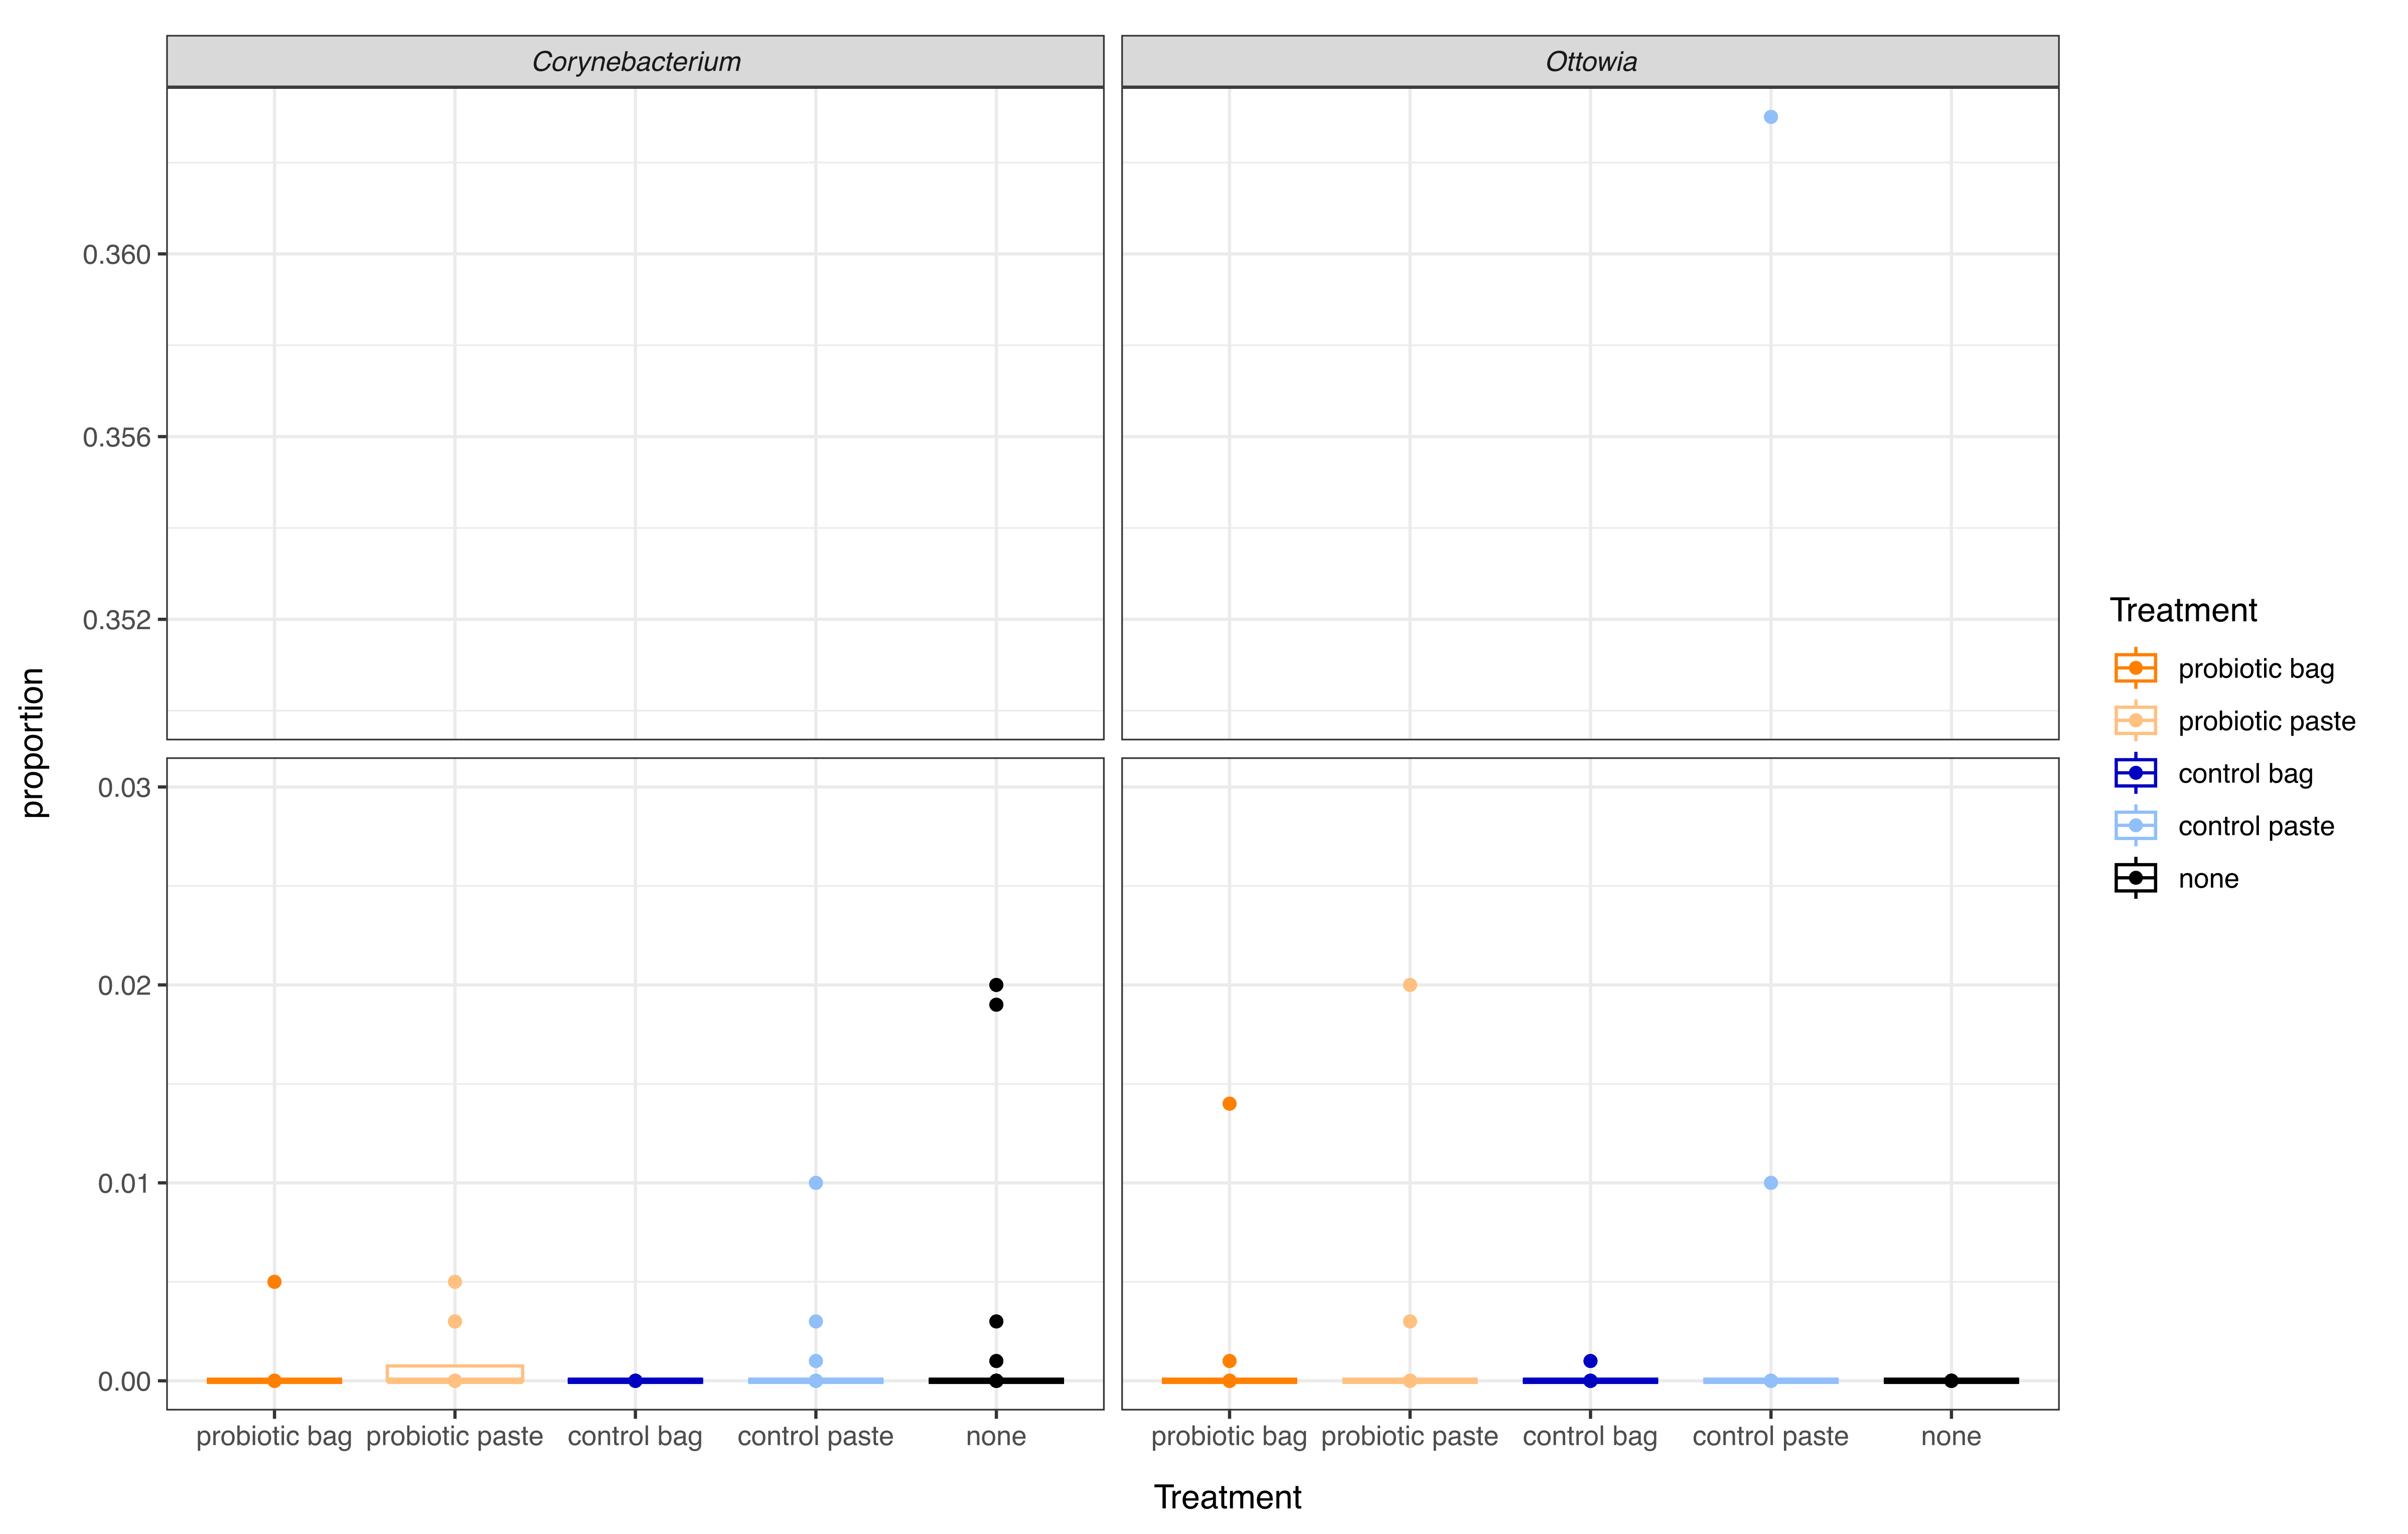 Corynebacterium
Ottowia
0.360
0.356
0.352
proportion
0.03
0.02
0.01
0.00
probiotic bag probiotic paste control bag control paste none
probiotic bag probiotic paste control bag control paste none
Treatment
Treatment
probiotic bag
probiotic paste
control bag
control paste
none